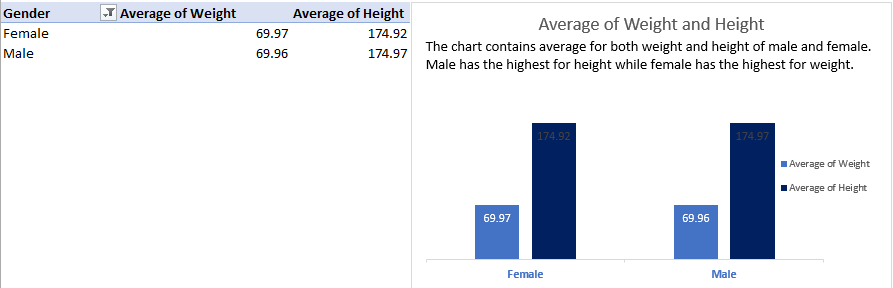 Gender Average of Weight Average of Height
Female 69.97 174.92
Male 69.96 174.97
Average of Weight and Height
The chart contains average for both weight and height of male and female.
Male has the highest for height while female has the highest for weight.
174.92 174.97
Average of Weight
Average of Height
69.97 69.96
Female Male